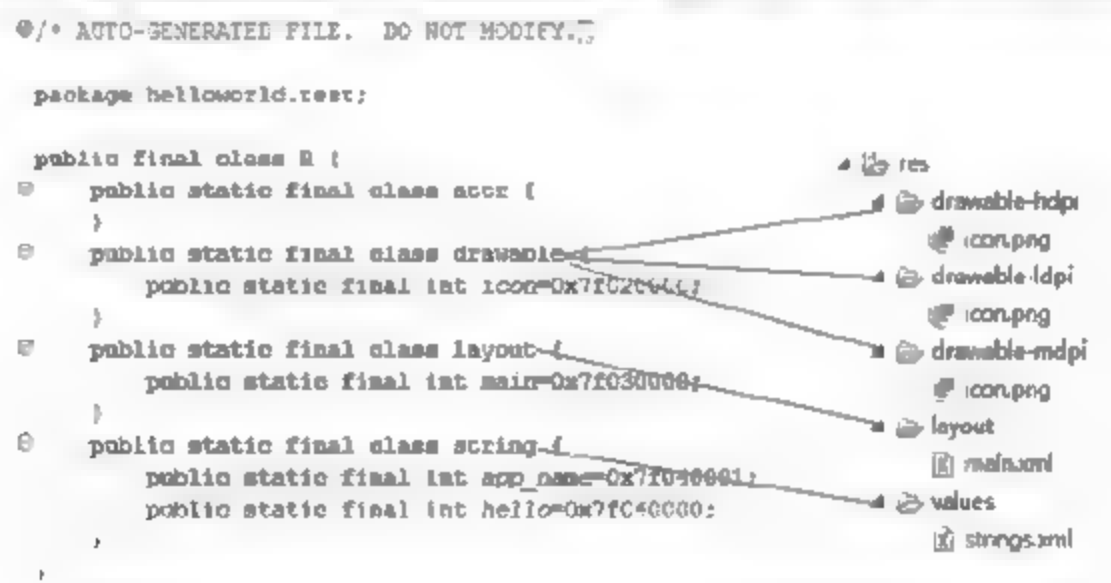 /* AUTO-GENERATED FILE.  DO NOT MODIFY.
package helloworld.test;
public final class R {
public static final class attr {
}
public static final class drawable {
public static final int icon=
}
public static final class layout {
public static final int main=0x7f030000;
}
public static final class string {
public static final int app_name=0x7f040001;
public static final int hello=0x7f040000;
}
}
res
drawable-hdpi
icon.png
drawable-ldpi
icon.png
drawable-mdpi
icon.png
layout
main.xml
values
strings.xml